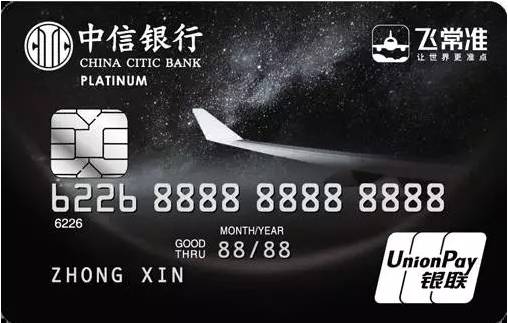 中信银行
CHINA CITIC BANK
PLATINUM
飞常准
让世界更准点
6226 8888 8888 8888
6226
MONTH/YEAR
GOOD THRU 88/88
ZHONG XIN
UnionPay
银联